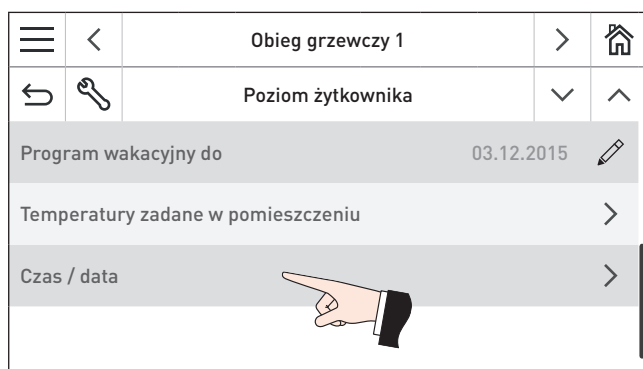 Obieg grzewczy 1
Poziom żytkownika
Program wakacyjny do 03.12.2015
Temperatury zadane w pomieszczeniu
Czas / data